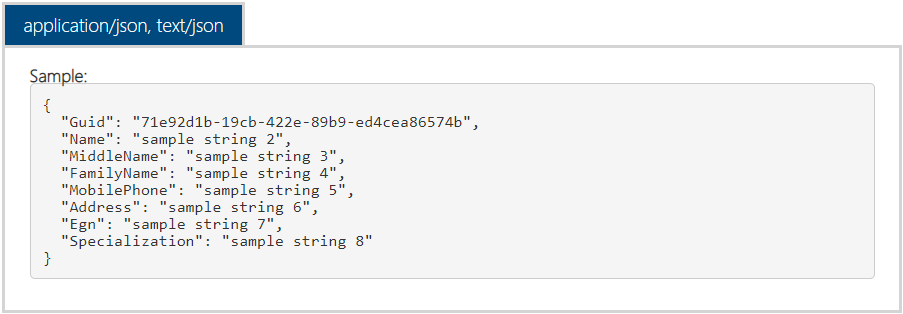 application/json, text/json
Sample:
{
  "Guid": "71e92d1b-19cb-422e-89b9-ed4cea86574b",
  "Name": "sample string 2",
  "MiddleName": "sample string 3",
  "FamilyName": "sample string 4",
  "MobilePhone": "sample string 5",
  "Address": "sample string 6",
  "Egn": "sample string 7",
  "Specialization": "sample string 8"
}